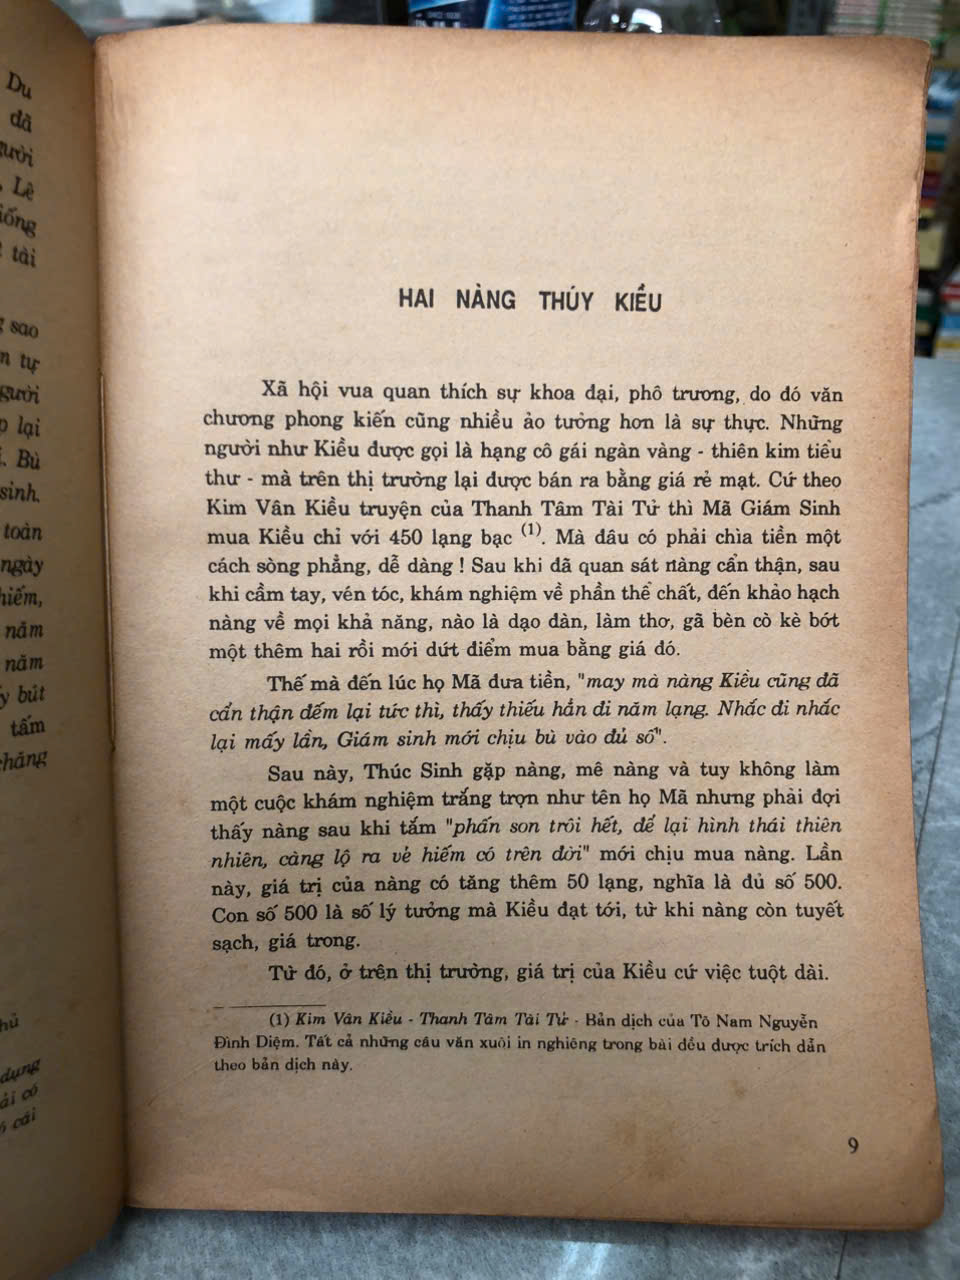 Du
đã
Lê
tài
sao
tự
lại
Bù
sinh.
toàn
ngày
năm
năm
bút
tấm
HAI NÀNG THÚY KIỀU
Xã hội vua quan thích sự khoa đại, phô trương, do đó văn
chương phong kiến cũng nhiều ảo tưởng hơn là sự thực. Những
người như Kiều được gọi là hạng cô gái ngàn vàng - thiên kim tiểu
thư - mà trên thị trường lại được bán ra bằng giá rẻ mạt. Cứ theo
Kim Vân Kiều truyện của Thanh Tâm Tài Tử thì Mã Giám Sinh
mua Kiều chỉ với 450 lạng bạc (1). Mà đâu có phải chìa tiền một
cách sòng phẳng, dễ dàng ! Sau khi đã quan sát nàng cẩn thận, sau
khi cầm tay, vén tóc, khám nghiệm về phần thể chất, đến khảo hạch
nàng về mọi khả năng, nào là dạo đàn, làm thơ, gã bèn cò kè bớt
một thêm hai rồi mới dứt điểm mua bằng giá đó.
Thế mà đến lúc họ Mã đưa tiền, "may mà nàng Kiều cũng đã
cẩn thận đếm lại tức thì, thấy thiếu hẳn đi năm lạng. Nhắc đi nhắc
lại mấy lần, Giám sinh mới chịu bù vào đủ số".
Sau này, Thúc Sinh gặp nàng, mê nàng và tuy không làm
một cuộc khám nghiệm trắng trợn như tên họ Mã nhưng phải đợi
thấy nàng sau khi tắm "phấn son trôi hết, để lại hình thái thiên
nhiên, càng lộ ra vẻ hiếm có trên đời" mới chịu mua nàng. Lần
này, giá trị của nàng có tăng thêm 50 lạng, nghĩa là đủ số 500.
Con số 500 là số lý tưởng mà Kiều đạt tới, từ khi nàng còn tuyết
sạch, giá trong.
Từ đó, ở trên thị trường, giá trị của Kiều cứ việc tuột dài.
(1) Kim Vân Kiều - Thanh Tâm Tài Tử - Bản dịch của Tô Nam Nguyễn
Đình Diệm. Tất cả những câu văn xuôi in nghiêng trong bài đều được trích dẫn
theo bản dịch này.
9